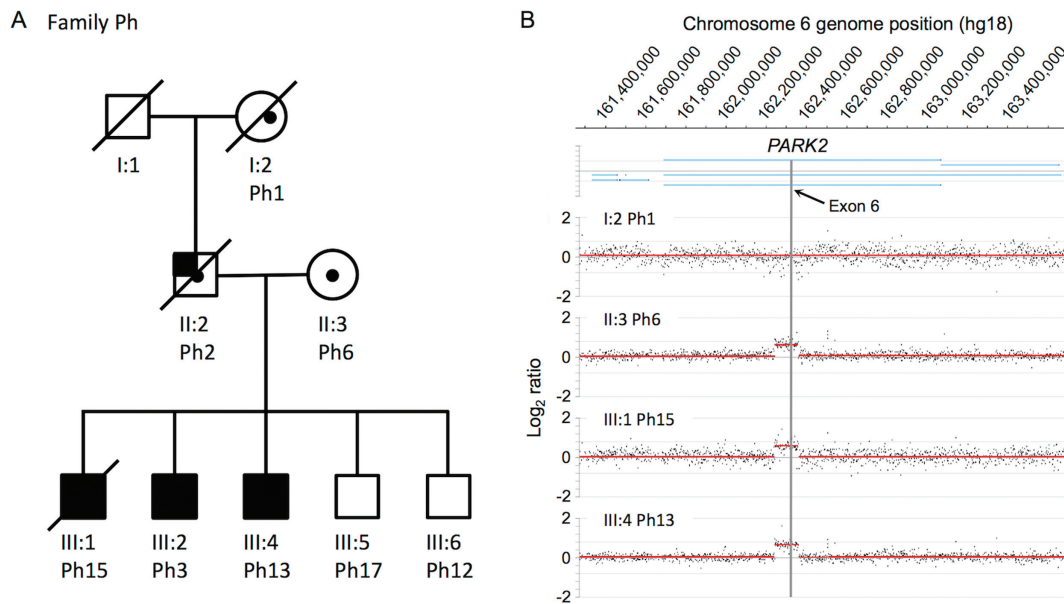 A Family Ph
I:1
I:2
Ph1
II:2
Ph2
II:3
Ph6
III:1
Ph15
III:2
Ph3
III:4
Ph13
III:5
Ph17
III:6
Ph12
B Chromosome 6 genome position (hg18)
161,400,000
161,600,000
161,800,000
162,000,000
162,200,000
162,400,000
162,600,000
162,800,000
163,000,000
163,200,000
163,400,000
PARK2
Exon 6
Log2 ratio
I:2 Ph1
2
0
-2
II:3 Ph6
2
0
-2
III:1 Ph15
2
0
-2
III:4 Ph13
2
0
-2